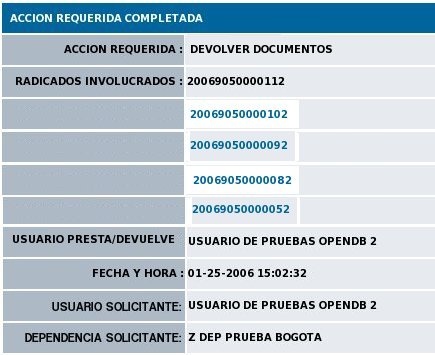 ACCION REQUERIDA COMPLETADA
ACCION REQUERIDA : DEVOLVER DOCUMENTOS
RADICADOS INVOLUCRADOS : 20069050000112
20069050000102
20069050000092
20069050000082
20069050000052
USUARIO PRESTA/DEVUELVE USUARIO DE PRUEBAS OPENDB 2
FECHA Y HORA : 01-25-2006 15:02:32
USUARIO SOLICITANTE: USUARIO DE PRUEBAS OPENDB 2
DEPENDENCIA SOLICITANTE: Z DEP PRUEBA BOGOTA